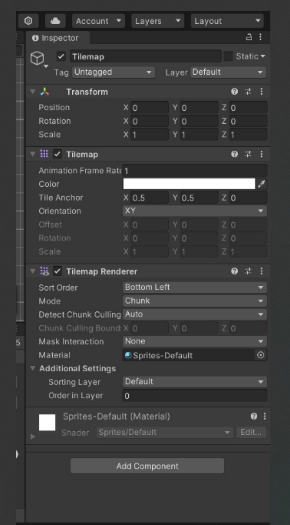 Account Layers Layout
Inspector
Tilemap Static
Tag Untagged Layer Default
Transform
Position X 0 Y 0 Z 0
Rotation X 0 Y 0 Z 0
Scale X 1 Y 1 Z 1
Tilemap
Animation Frame Rate 1
Color
Tile Anchor X 0.5 Y 0.5 Z 0
Orientation XY
Offset X 0 Y 0 Z 0
Rotation X 0 Y 0 Z 0
Scale X 1 Y 1 Z 1
Tilemap Renderer
Sort Order Bottom Left
Mode Chunk
Detect Chunk Culling Auto
Chunk Culling Bound X 0 Y 0 Z 0
Mask Interaction None
Material Sprites-Default
Additional Settings
Sorting Layer Default
Order in Layer 0
Sprites-Default (Material)
Shader Sprites/Default Edit...
Add Component